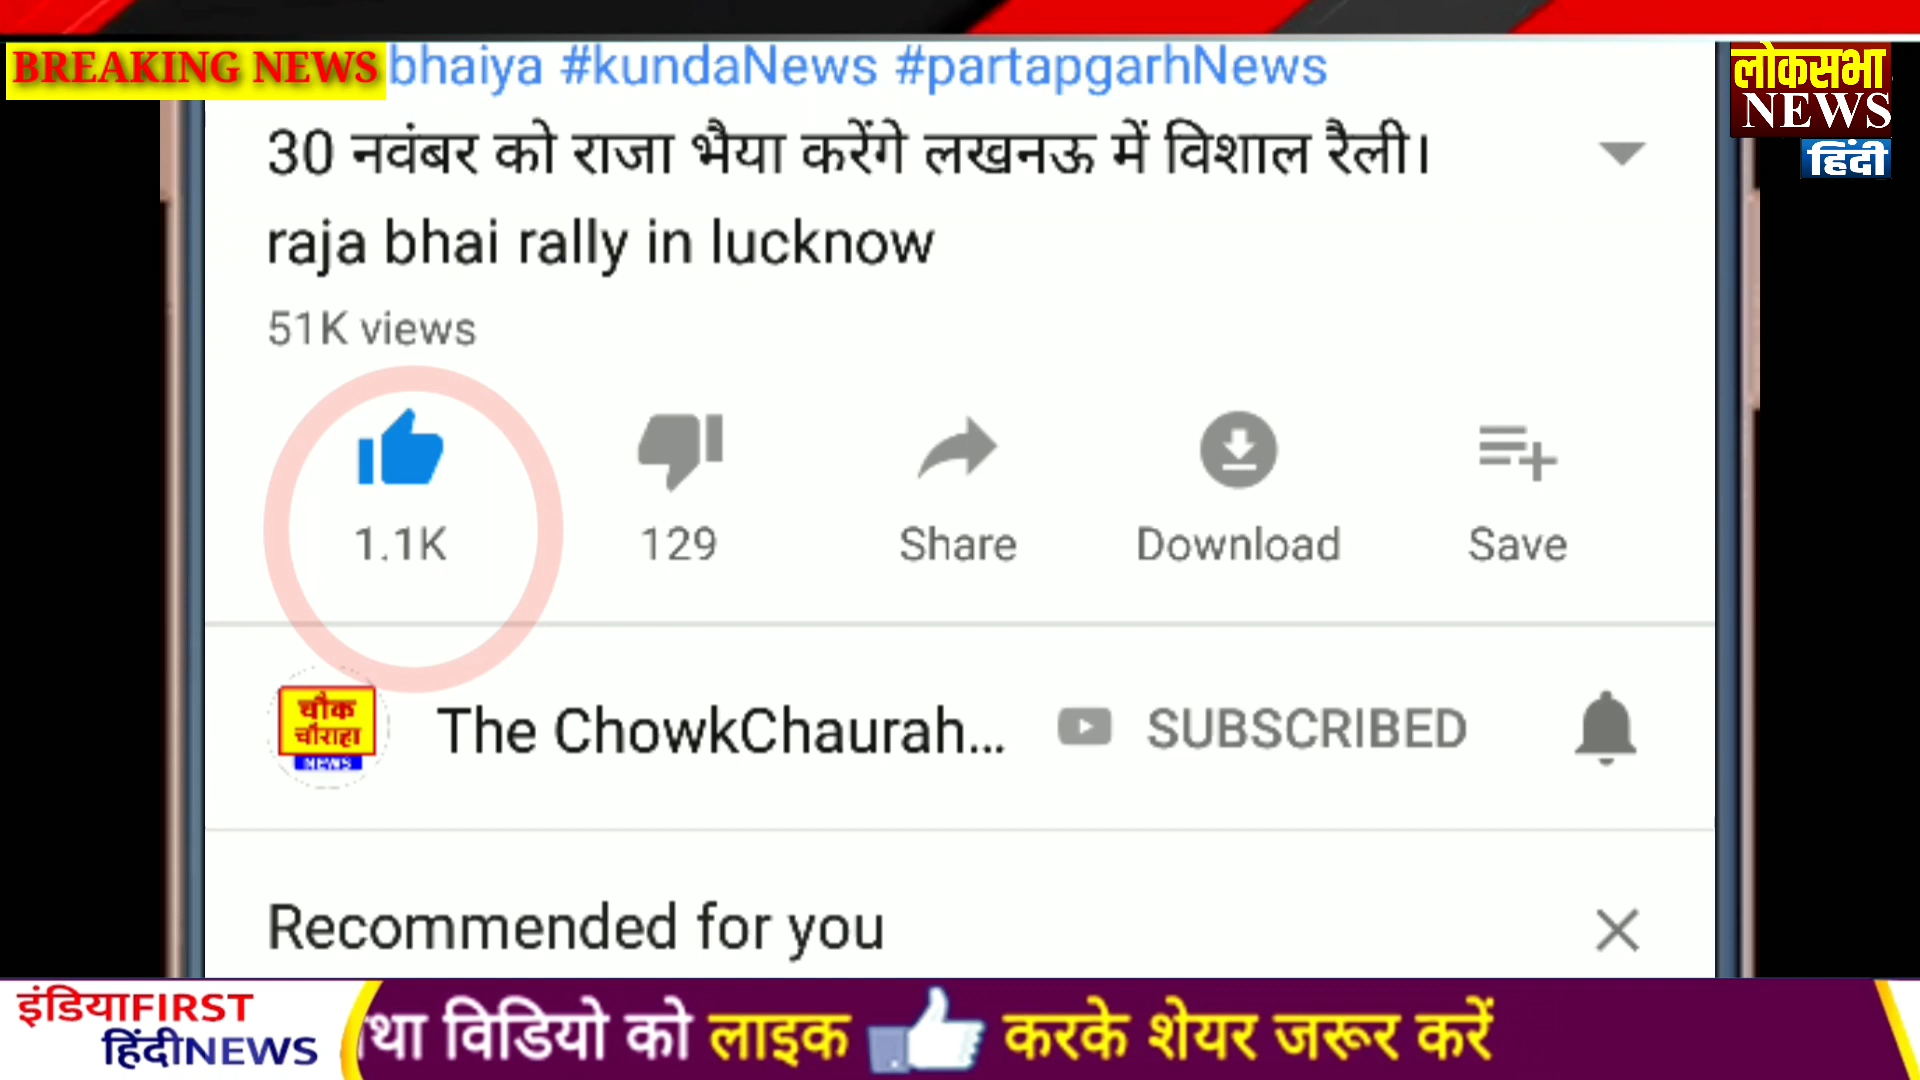 BREAKING NEWS
bhaiya #kundaNews #partapgarhNews
लोकसभा
NEWS
हिंदी
30 नवंबर को राजा भैया करेंगे लखनऊ में विशाल रैली।
raja bhai rally in lucknow
51K views
1.1K
129
Share
Download
Save
चौक
चौराहा
NEWS
The ChowkChaurah...
SUBSCRIBED
Recommended for you
इंडियाFIRST
हिंदीNEWS
था विडियो को लाइक करके शेयर जरूर करें